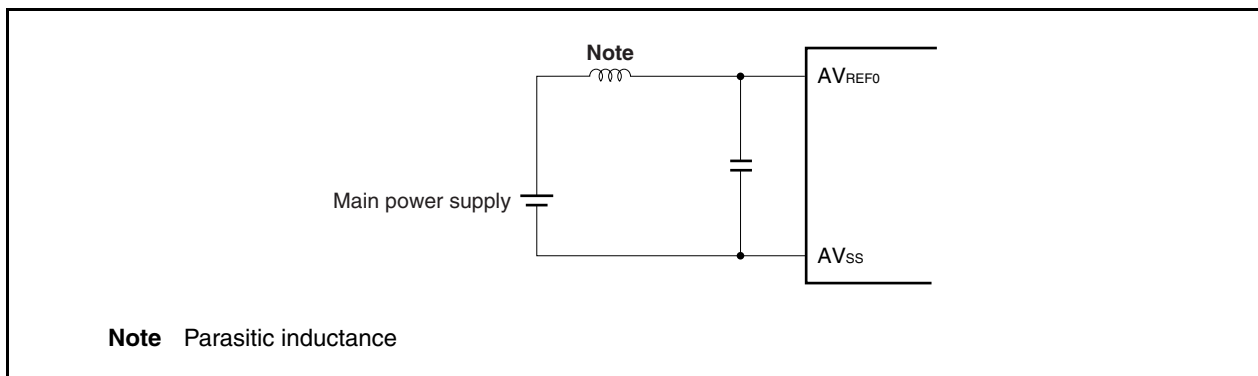 Note
AVREF0
Main power supply
AVSS
Note Parasitic inductance